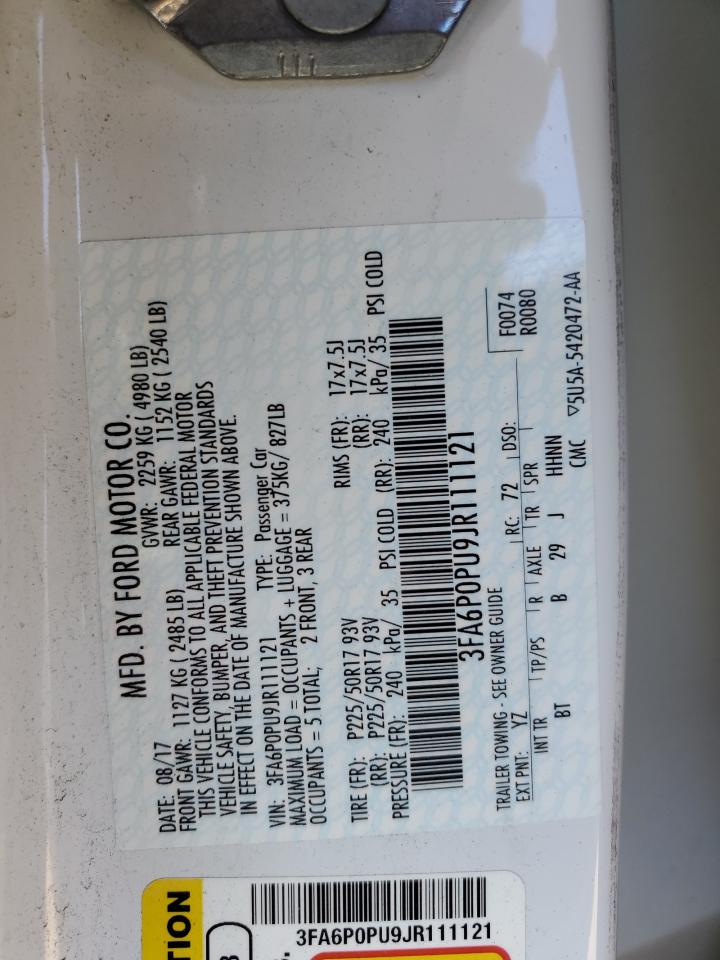 MFD. BY FORD MOTOR CO.
DATE: 08/17 GVWR: 2259 KG ( 4980 LB)
FRONT GAWR: 1127 KG ( 2485 LB) REAR GAWR: 1152 KG ( 2540 LB)
THIS VEHICLE CONFORMS TO ALL APPLICABLE FEDERAL MOTOR
VEHICLE SAFETY, BUMPER, AND THEFT PREVENTION STANDARDS
IN EFFECT ON THE DATE OF MANUFACTURE SHOWN ABOVE.
VIN: 3FA6P0PU9JR111121 TYPE: Passenger Car
MAXIMUM LOAD = OCCUPANTS + LUGGAGE = 375KG/ 827LB
OCCUPANTS = 5 TOTAL; 2 FRONT, 3 REAR
TIRE (FR): P225/50R17 93V RIMS (FR): 17x7.5J
(RR): P225/50R17 93V (RR): 17x7.5J
PRESSURE (FR): 240 kPa/ 35 PSI COLD (RR): 240 kPa/ 35 PSI COLD
3FA6P0PU9JR111121
TRAILER TOWING - SEE OWNER GUIDE F0074
EXT PNT: YZ RC: 72 DSO: R0080
INT TR TP/PS R AXLE TR SPR
BT B 29 J HHNN
CMC
▽5U5A-5420472-AA
TION
B
3FA6P0PU9JR111121